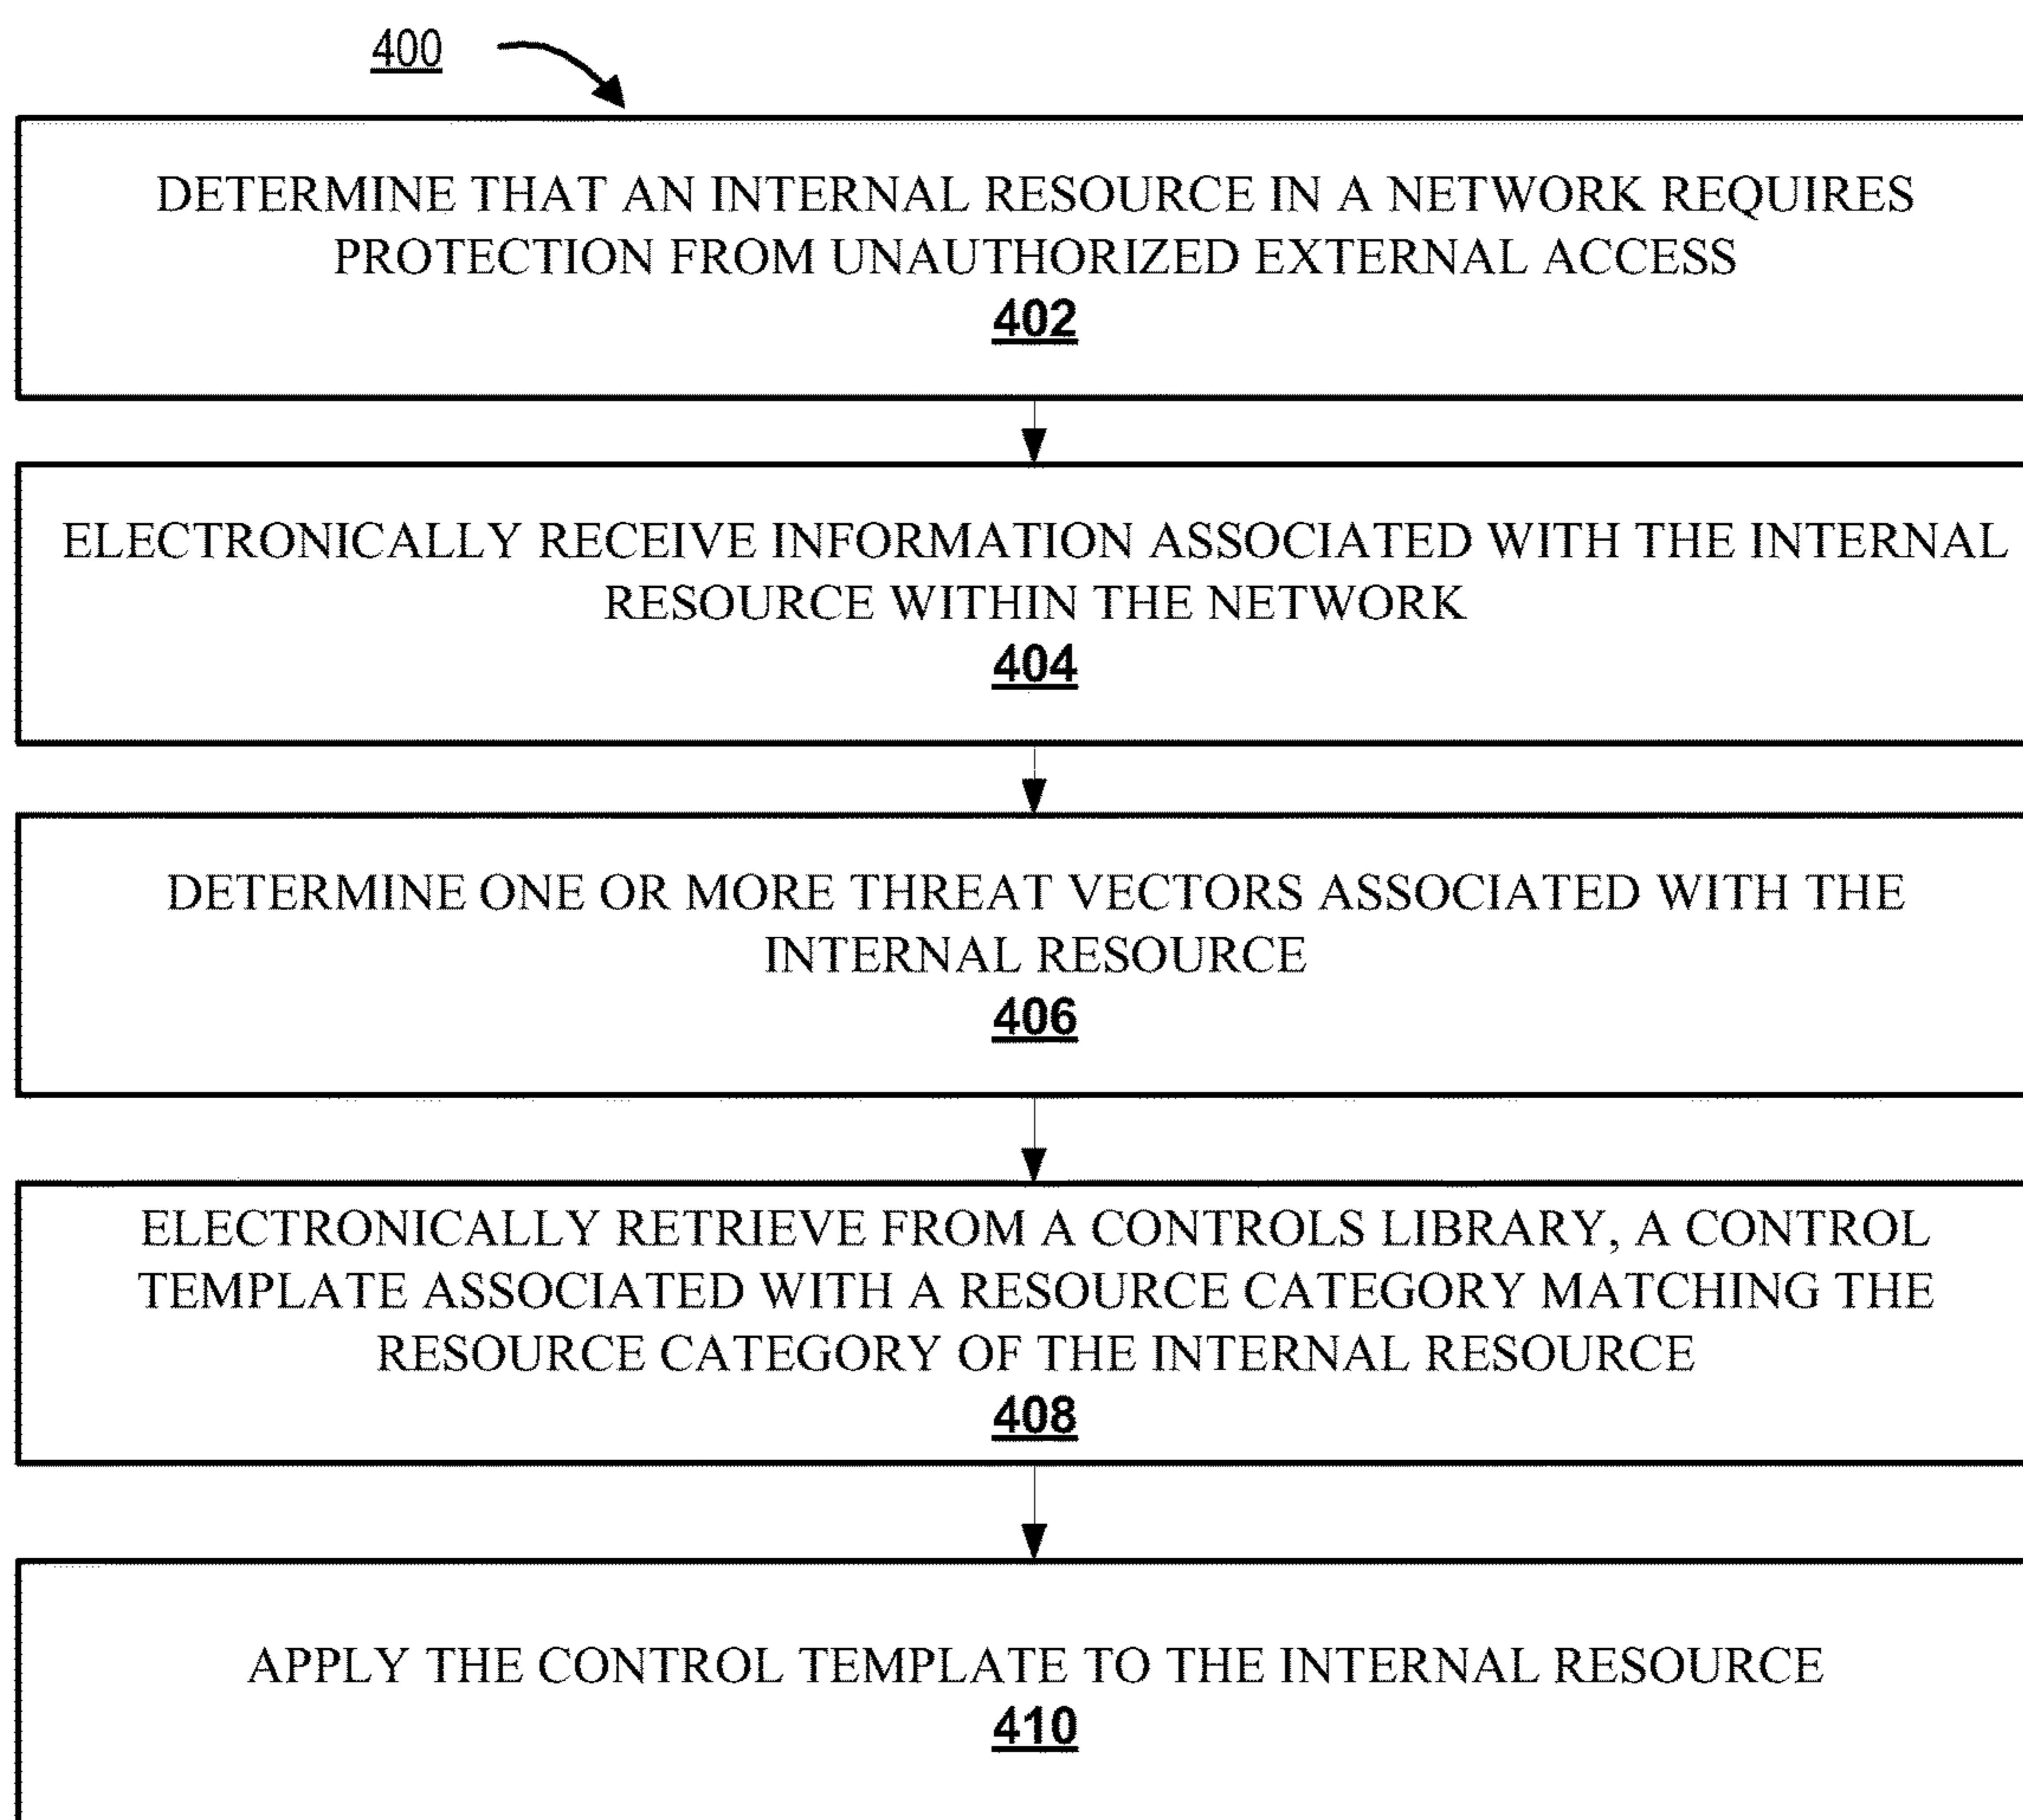 400
DETERMINE THAT AN INTERNAL RESOURCE IN A NETWORK REQUIRES
PROTECTION FROM UNAUTHORIZED EXTERNAL ACCESS
402
ELECTRONICALLY RECEIVE INFORMATION ASSOCIATED WITH THE INTERNAL
RESOURCE WITHIN THE NETWORK
404
DETERMINE ONE OR MORE THREAT VECTORS ASSOCIATED WITH THE
INTERNAL RESOURCE
406
ELECTRONICALLY RETRIEVE FROM A CONTROLS LIBRARY, A CONTROL
TEMPLATE ASSOCIATED WITH A RESOURCE CATEGORY MATCHING THE
RESOURCE CATEGORY OF THE INTERNAL RESOURCE
408
APPLY THE CONTROL TEMPLATE TO THE INTERNAL RESOURCE
410